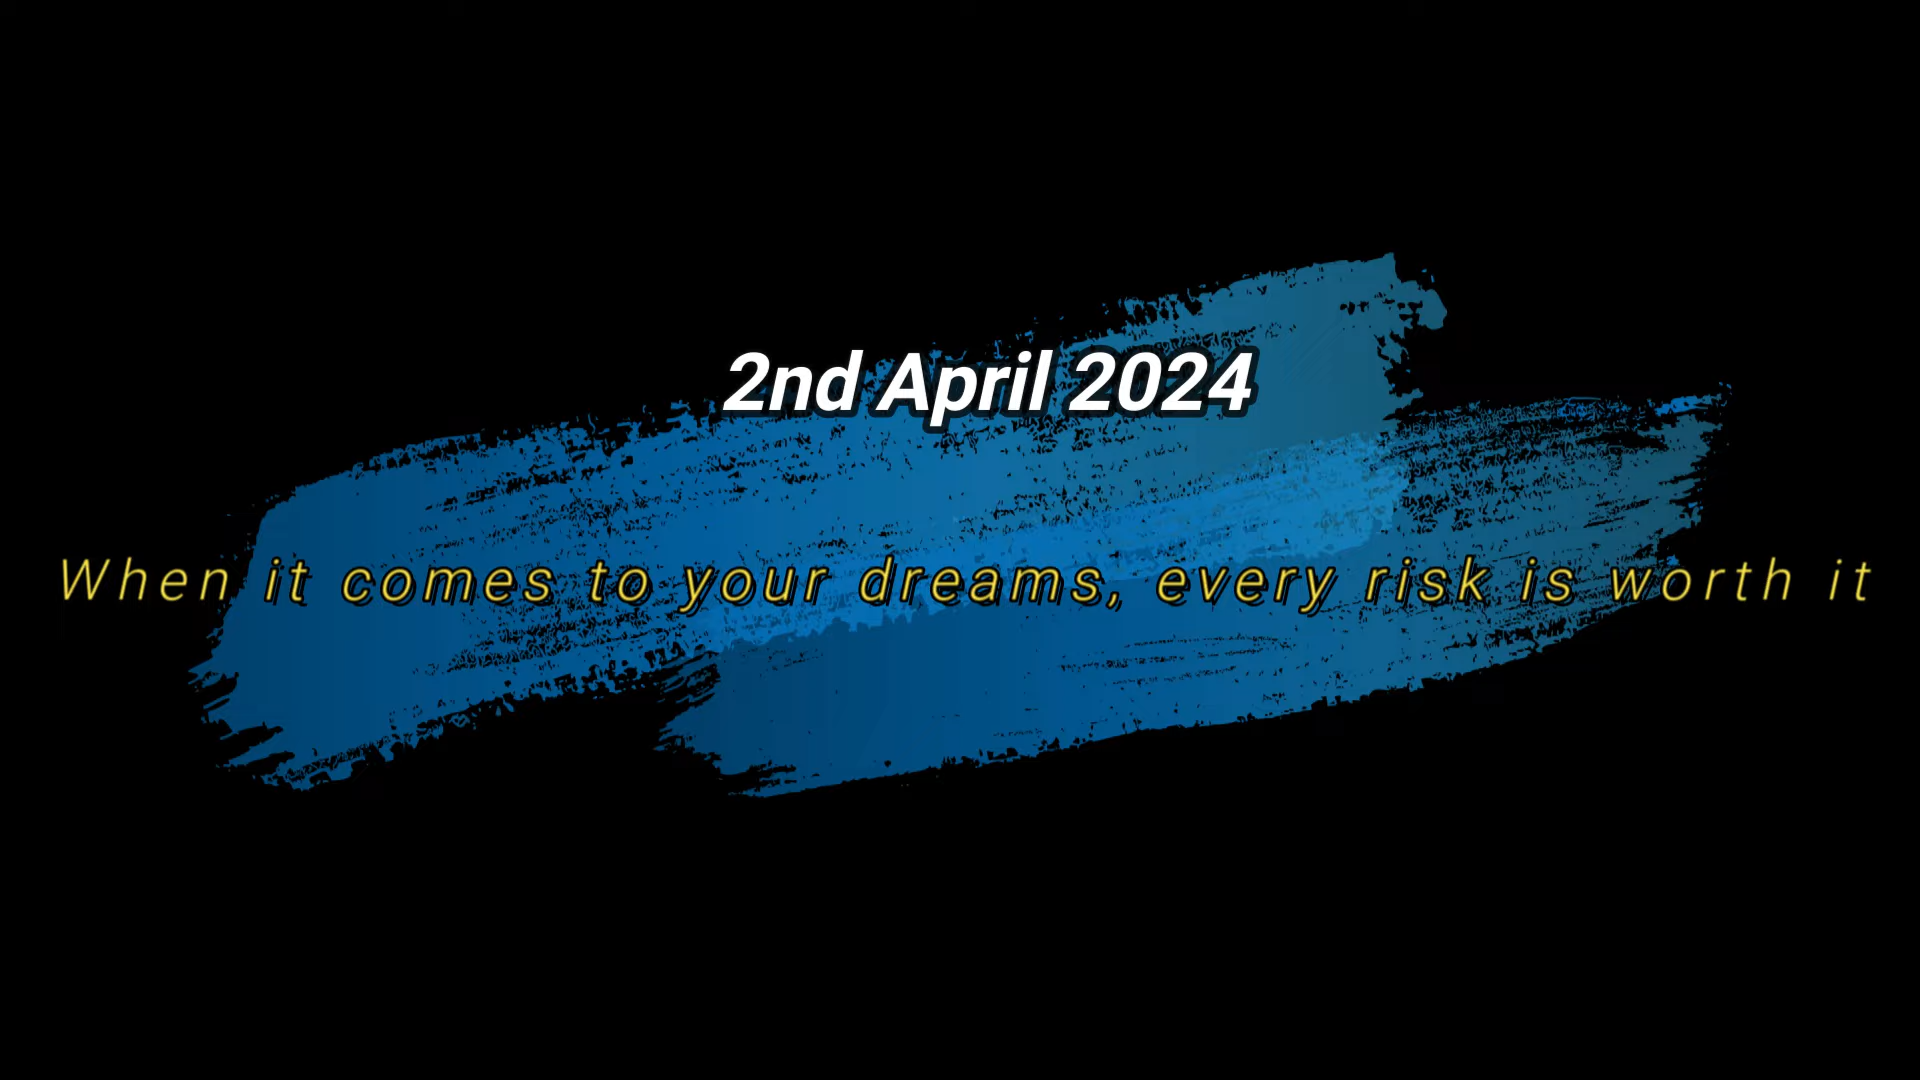 2nd April 2024
When it comes to your dreams, every risk is worth it